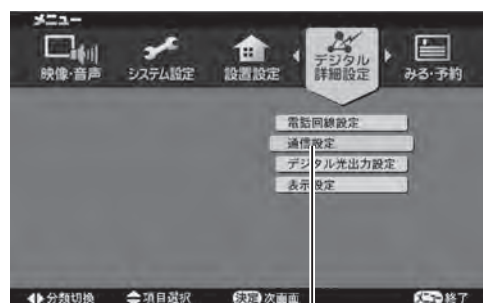 メニュー
映像・音声 システム設定 設置設定 デジタル詳細設定 みる・予約
電話回線設定
通信設定
デジタル光出力設定
表示設定
分類切換 項目選択 決定 次画面 メニュー 終了